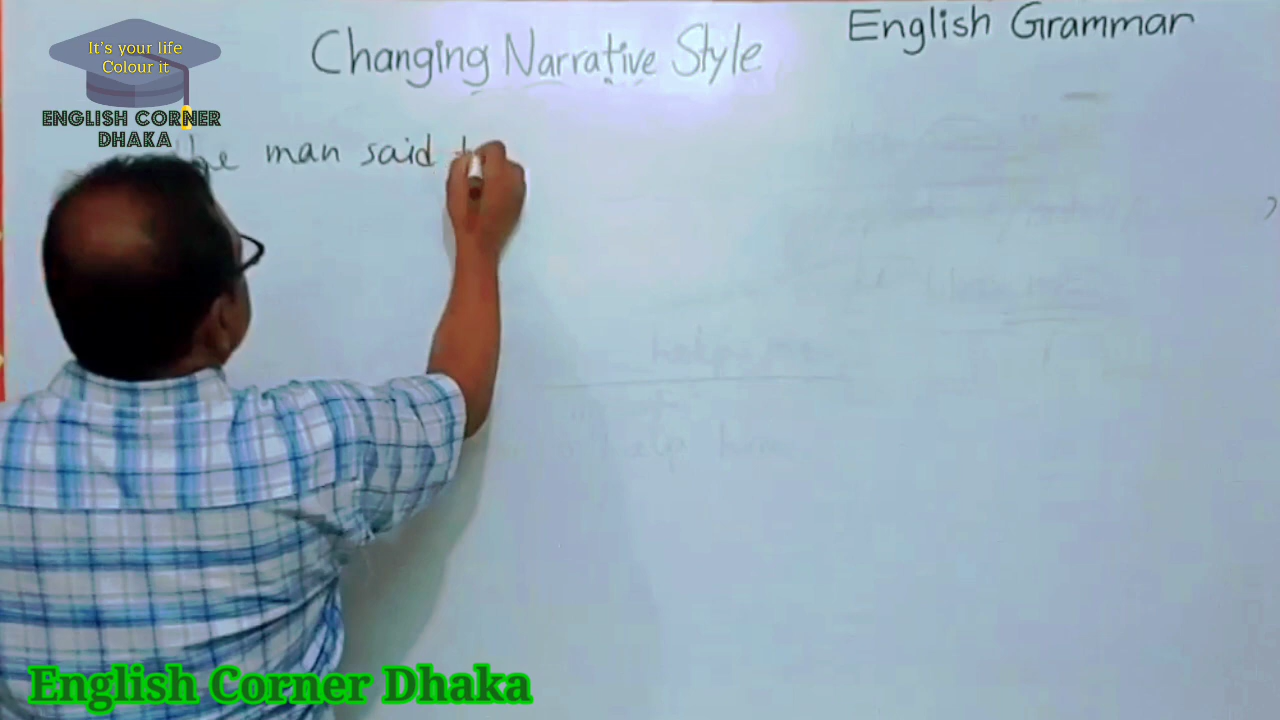 English Grammar
Changing Narrative Style
It's your life
Colour it
ENGLISH CORNER
DHAKA
man said
English Corner Dhaka